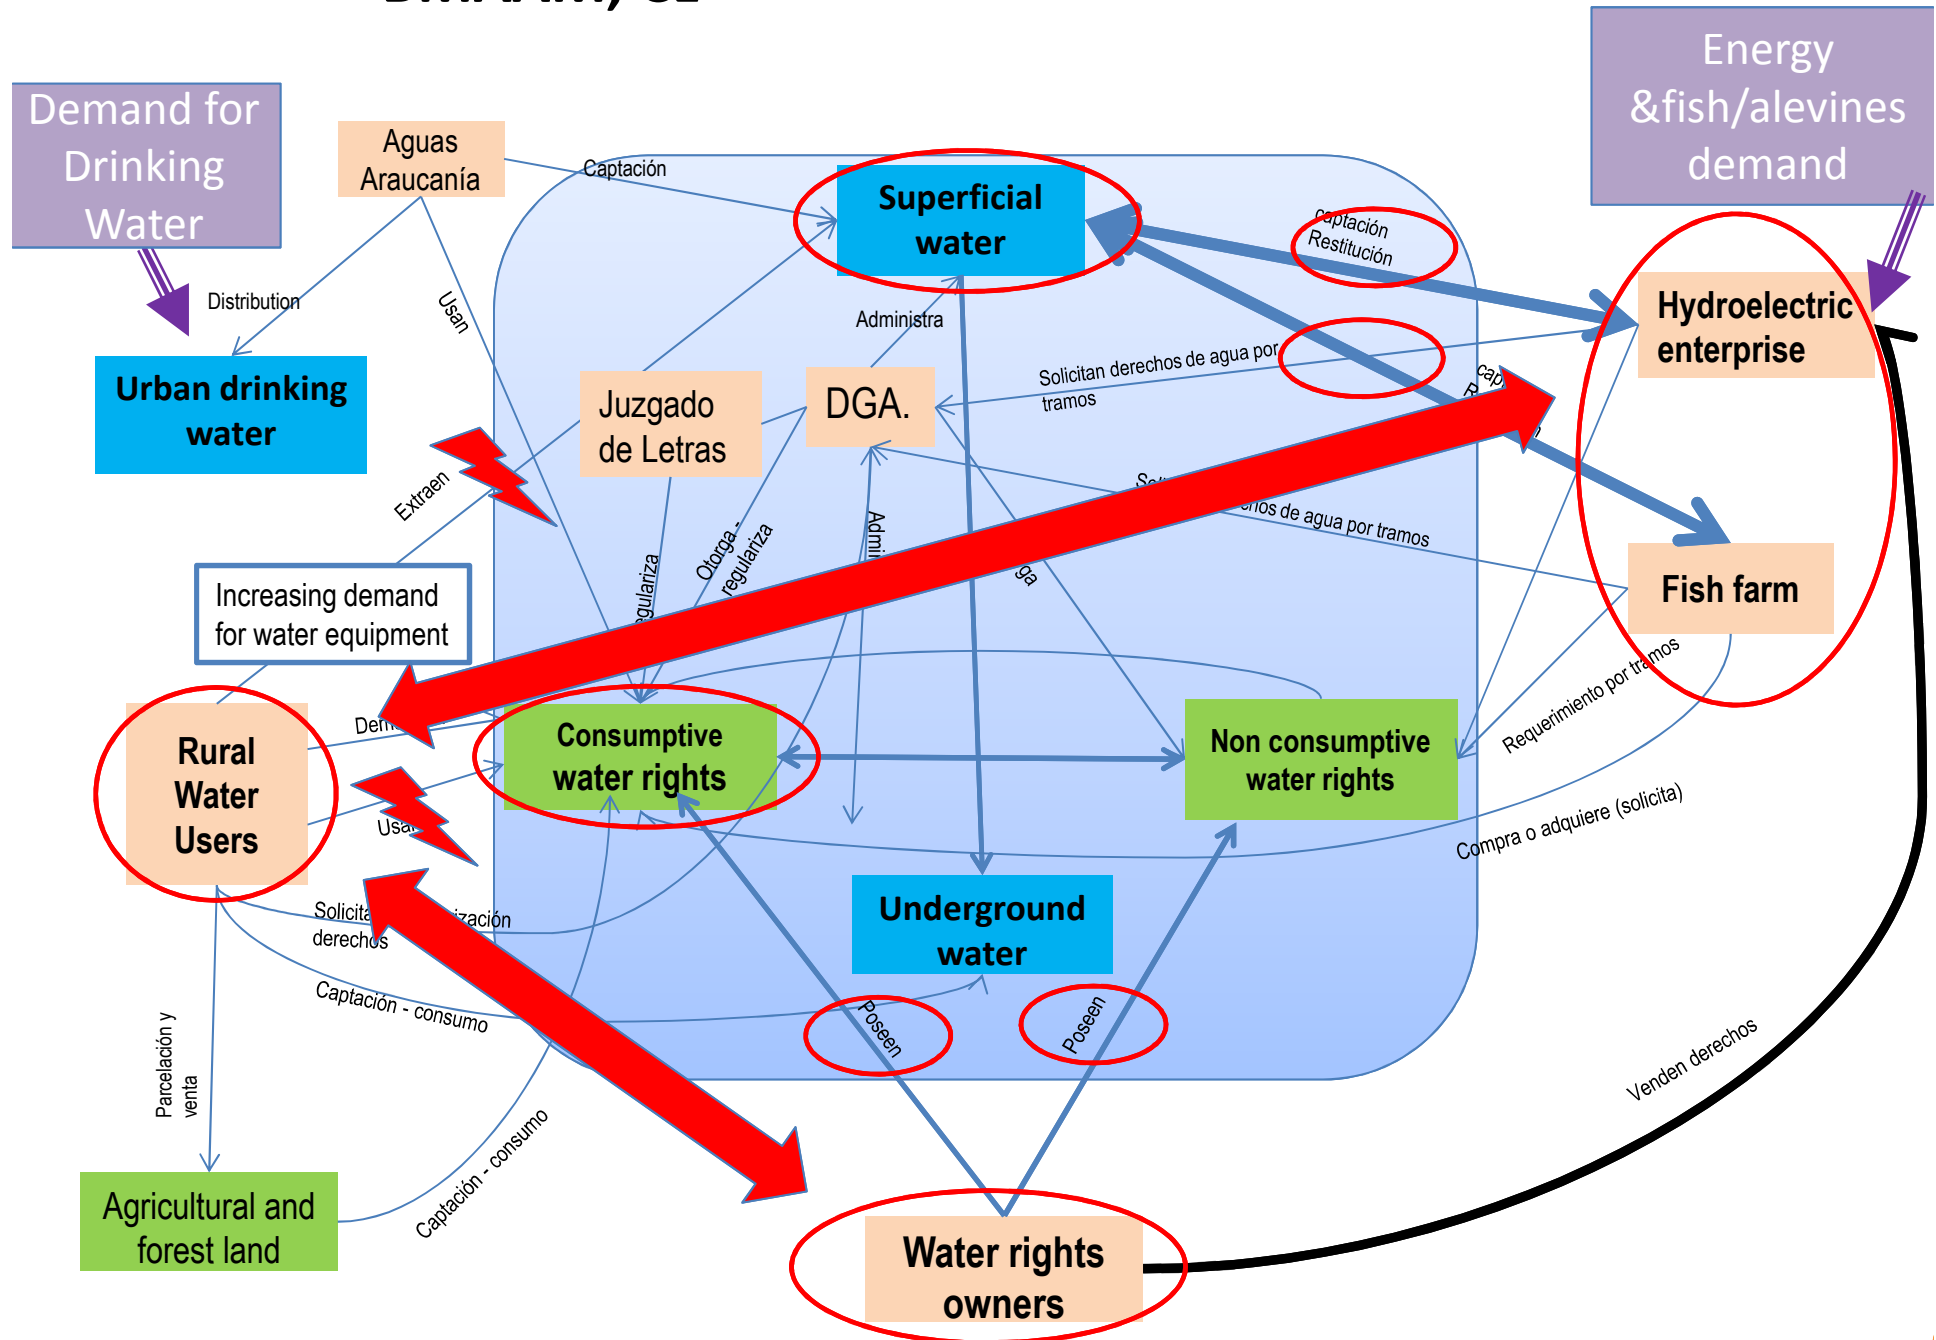 Energy
&fish/alevines
demand
Demand for
Drinking
Water
Aguas
Araucanía
Captación
Superficial
water
captación
Restitución
Distribution
Usan
Administra
Hydroelectric
enterprise
Urban drinking
water
Juzgado
de Letras
DGA.
Solicitan derechos de agua por
tramos
Extraen
Otorga -
regulariza
de agua por tramos
Increasing demand
for water equipment
Fish farm
Requerimiento por tramos
Rural
Water
Users
Consumptive
water rights
Non consumptive
water rights
Compra o adquiere (solicita)
Underground
water
derechos
Captación - consumo
Poseen
Poseen
Parcelación y
venta
Captación - consumo
Venden derechos
Agricultural and
forest land
Water rights
owners